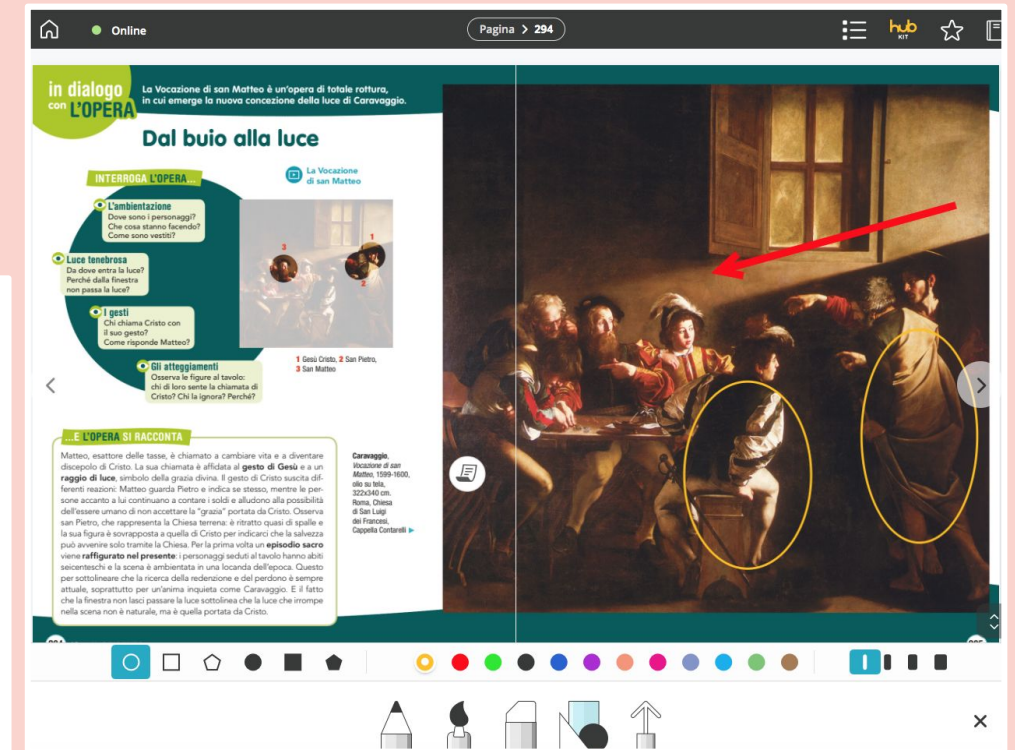 Online
Pagina > 294
hub
KIT
in dialogo
con L'OPERA
La Vocazione di san Matteo è un'opera di totale rottura,
in cui emerge la nuova concezione della luce di Caravaggio.
Dal buio alla luce
INTERROGA L'OPERA...
L'ambientazione
Dove sono i personaggi?
Che cosa stanno facendo?
Come sono vestiti?
Luce tenebrosa
Da dove entra la luce?
Perché dalla finestra
non passa la luce?
I gesti
Chi chiama Cristo con
il suo gesto?
Come risponde Matteo?
Gli atteggiamenti
Osserva le figure al tavolo:
chi di loro sente la chiamata di
Cristo? Chi la ignora? Perché?
La Vocazione
di san Matteo
3
1
2
1 Gesù Cristo, 2 San Pietro,
3 San Matteo
...E L'OPERA SI RACCONTA
Matteo, esattore delle tasse, è chiamato a cambiare vita e a diventare
discepolo di Cristo. La sua chiamata è affidata al gesto di Gesù e a un
raggio di luce, simbolo della grazia divina. Il gesto di Cristo suscita dif-
ferenti reazioni: Matteo guarda Pietro e indica se stesso, mentre le per-
sone accanto a lui continuano a contare i soldi e alludono alla possibilità
dell'essere umano di non accettare la "grazia" portata da Cristo. Osserva
san Pietro, che rappresenta la Chiesa terrena: è ritratto quasi di spalle e
la sua figura è sovrapposta a quella di Cristo per indicarci che la salvezza
può avvenire solo tramite la Chiesa. Per la prima volta un episodio sacro
viene raffigurato nel presente: i personaggi seduti al tavolo hanno abiti
seicenteschi e la scena è ambientata in una locanda dell'epoca. Questo
per sottolineare che la ricerca della redenzione e del perdono è sempre
attuale, soprattutto per un'anima inquieta come Caravaggio. E il fatto
che la finestra non lasci passare la luce sottolinea che la luce che irrompe
nella scena non è naturale, ma è quella portata da Cristo.
Caravaggio,
Vocazione di san
Matteo, 1599-1600,
olio su tela,
322x340 cm.
Roma, Chiesa
di San Luigi
dei Francesi,
Cappella Contarelli